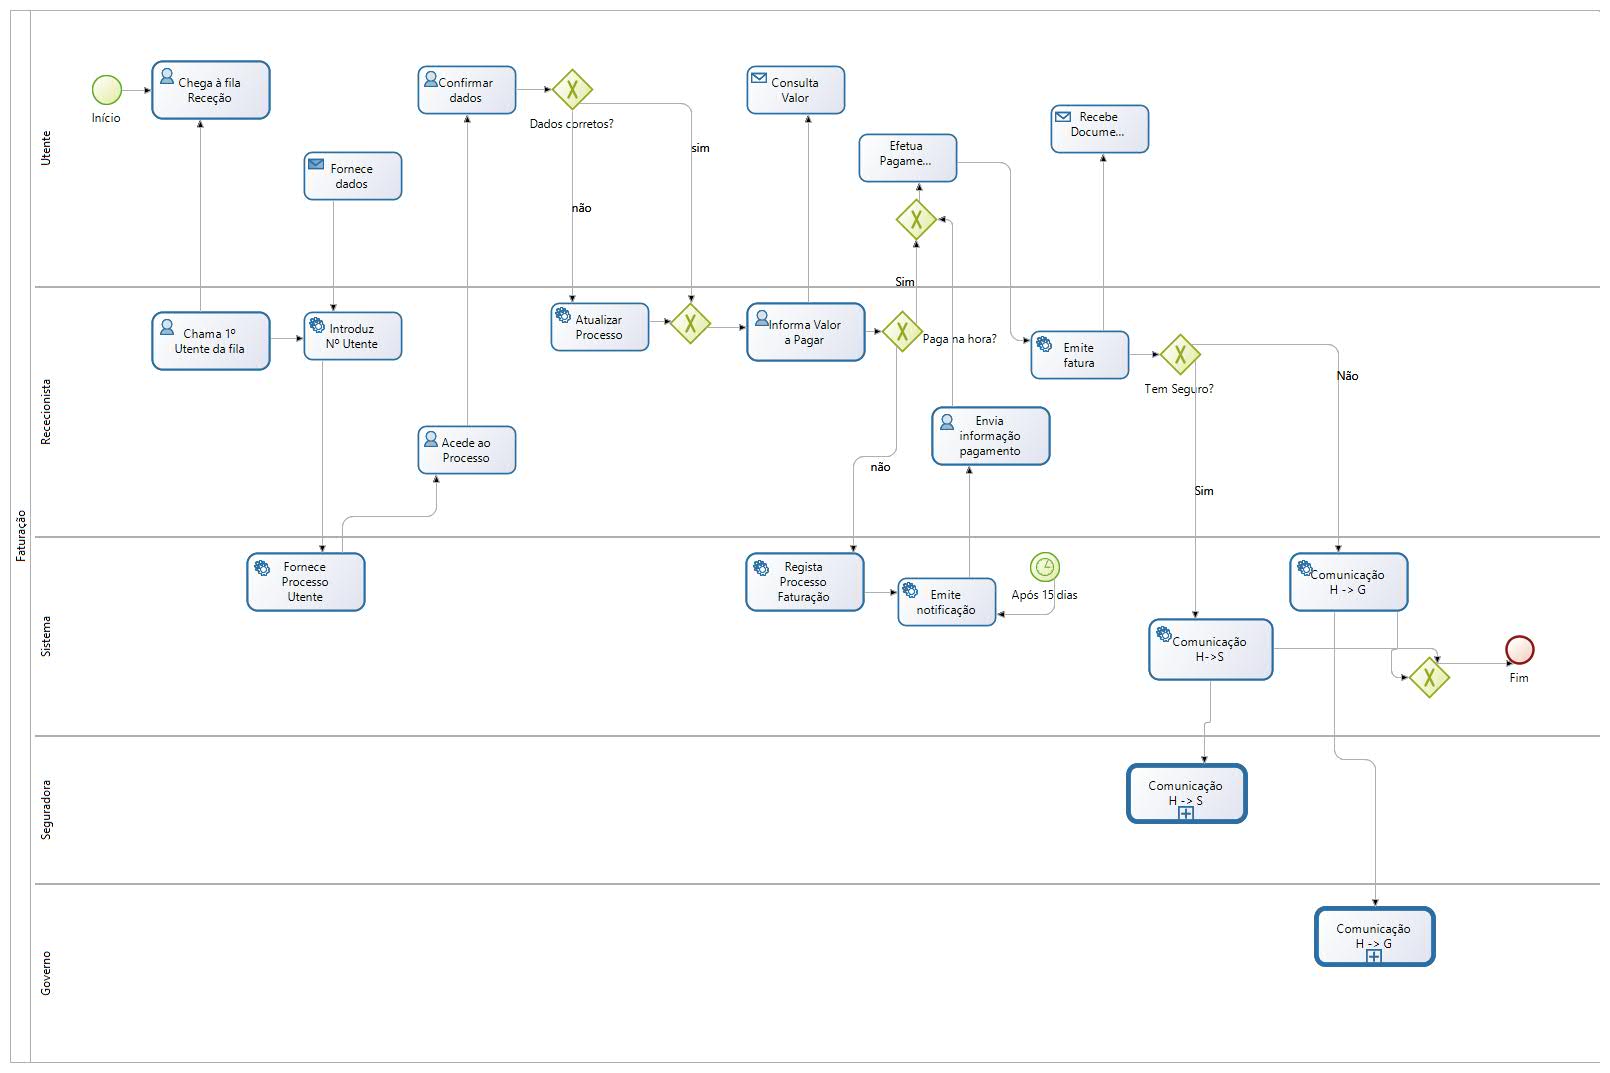 Faturação
Utente
Início
Chega à fila
Receção
Fornece
dados
Confirmar
dados
Dados corretos?
não
sim
Consulta
Valor
Efetua
Pagame...
Sim
Recebe
Docume...
Rececionista
Chama 1º
Utente da fila
Introduz
Nº Utente
Acede ao
Processo
Atualizar
Processo
Informa Valor
a Pagar
Paga na hora?
não
Envia
informação
pagamento
Emite
fatura
Tem Seguro?
Sim
Não
Sistema
Fornece
Processo
Utente
Regista
Processo
Faturação
Emite
notificação
Após 15 dias
Comunicação
H->S
Comunicação
H -> G
Fim
Seguradora
Comunicação
H -> S
Governo
Comunicação
H -> G